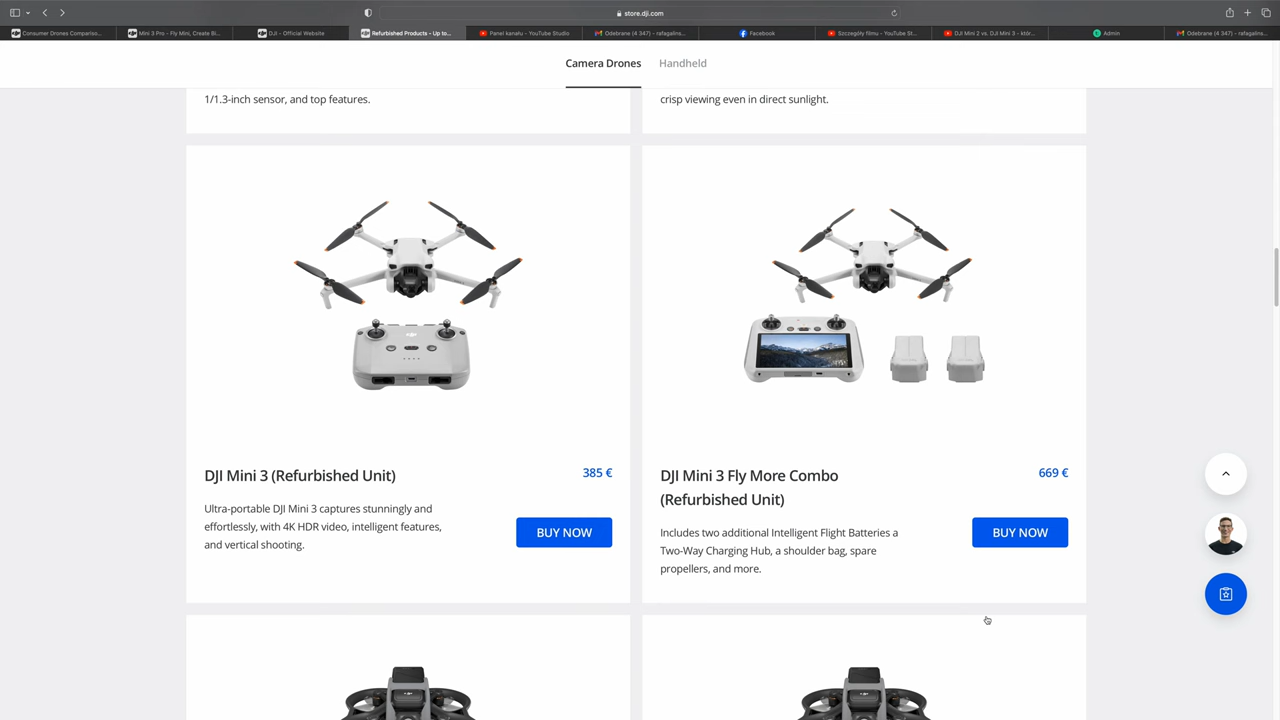 store.dji.com
Consumer Drones Compariso...
Mini 3 Pro - Fly Mini, Create Bi...
DJI - Official Website
Refurbished Products - Up to...
Panel kanału - YouTube Studio
Odebrane (4 347) - rafagalins...
Facebook
Szczegóły filmu - YouTube St...
DJI Mini 2 vs. DJI Mini 3 - któr...
Admin
Odebrane (4 347) - rafagalins...
Camera Drones
Handheld
1/1.3-inch sensor, and top features.
crisp viewing even in direct sunlight.
DJI Mini 3 (Refurbished Unit)
385 €
Ultra-portable DJI Mini 3 captures stunningly and
effortlessly, with 4K HDR video, intelligent features,
and vertical shooting.
BUY NOW
DJI Mini 3 Fly More Combo
(Refurbished Unit)
669 €
Includes two additional Intelligent Flight Batteries a
Two-Way Charging Hub, a shoulder bag, spare
propellers, and more.
BUY NOW